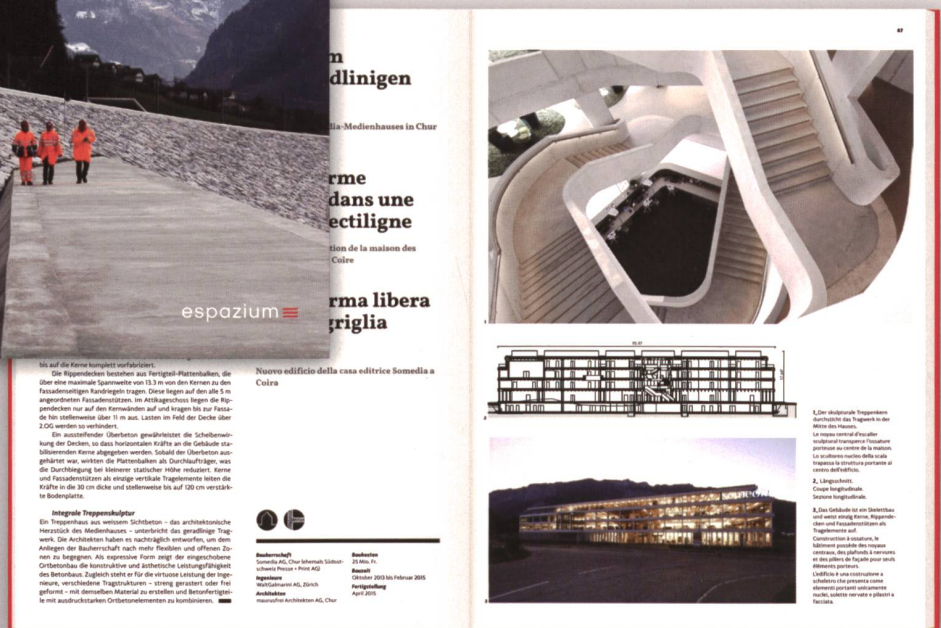 espazium
m
dlinigen
dia-Medienhauses in Chur
rme
dans une
ectiligne
tion de la maison des
Coire
rma libera
griglia
Nuovo edificio della casa editrice Somedia a
Coira
bis auf die Kerne komplett vorfabriziert.
Die Rippendecken bestehen aus Fertigteil-Plattenbalken, die
über eine maximale Spannweite von 13.3 m von den Kernen zu den
fassadenseitigen Randriegeln tragen. Diese liegen auf den alle 5 m
angeordneten Fassadenstützen. Im Attikageschoss liegen die Rip-
pendecken nur auf den Kernwänden auf und kragen bis zur Fassa-
de hin stellenweise über 11 m aus. Lasten im Feld der Decke über
2.OG werden so verhindert.
Ein aussteifender Überbeton gewährleistet die Scheibenwir-
kung der Decken, so dass horizontalen Kräfte an die Gebäude sta-
bilisierenden Kerne abgegeben werden. Sobald der Überbeton aus-
gehärtet war, wirkten die Plattenbalken als Durchlaufträger, was
die Durchbiegung bei kleinerer statischer Höhe reduziert. Kerne
und Fassadenstützen als einzige vertikale Tragelemente leiten die
Kräfte in die 30 cm dicke und stellenweise bis auf 120 cm verstärk-
te Bodenplatte.
Integrole Treppenskulptur
Ein Treppenhaus aus weissem Sichtbeton – das architektonische
Herzstück des Medienhauses – unterbricht das geradlinige Trag-
werk. Die Architekten haben es nachträglich entworfen, um dem
Anliegen der Bauherrschaft nach mehr flexiblen und offenen Zo-
nen zu begegnen. Als expressive Form zeigt der eingeschobene
Ortbetonbau die konstruktive und ästhetische Leistungsfähigkeit
des Betonbaus. Zugleich steht er für die virtuose Leistung der Inge-
nieure, verschiedene Tragstrukturen – streng gerastert oder frei
geformt – mit demselben Material zu erstellen und Betonfertigtei-
le mit ausdruckstarken Ortbetonelementen zu kombinieren.
Bauherrschaft
Somedia AG, Chur (ehemals Südost-
schweiz Presse + Print AG)
Ingenieure
WaltGalmarini AG, Zürich
Architekten
maurusfrei Architekten AG, Chur
Baukosten
25 Mio. Fr.
Bauzeit
Oktober 2013 bis Februar 2015
Fertigstellung
April 2015
67
1
2
3
somedia
1_Der skulpturale Treppenkern
durchsticht das Tragwerk in der
Mitte des Hauses.
Le noyau central d'escalier
sculptural transperce l'ossature
porteuse au centre de la maison.
Lo scultoreo nucleo della scala
trapassa la struttura portante al
centro dell'edificio.
2_ Längsschnitt.
Coupe longitudinale.
Sezione longitudinale.
3_Das Gebäude ist ein Skelettbau
und weist einzig Kerne, Rippende-
cken und Fassadenstützen als
Tragelemente auf.
Construction à ossature, le
bâtiment possède des noyaux
centraux, des plafonds à nervures
et des piliers de façade pour seuls
éléments porteurs.
L'edificio è una costruzione a
scheletro che presenta come
elementi portanti unicamente
nuclei, solette nervate e pilastri a
facciata.